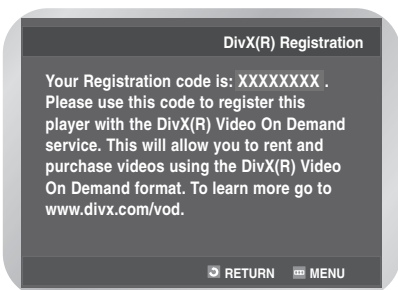 DivX(R) Registration
Your Registration code is: XXXXXXXX .
Please use this code to register this
player with the DivX(R) Video On Demand
service. This will allow you to rent and
purchase videos using the DivX(R) Video
On Demand format. To learn more go to
www.divx.com/vod.
RETURN MENU